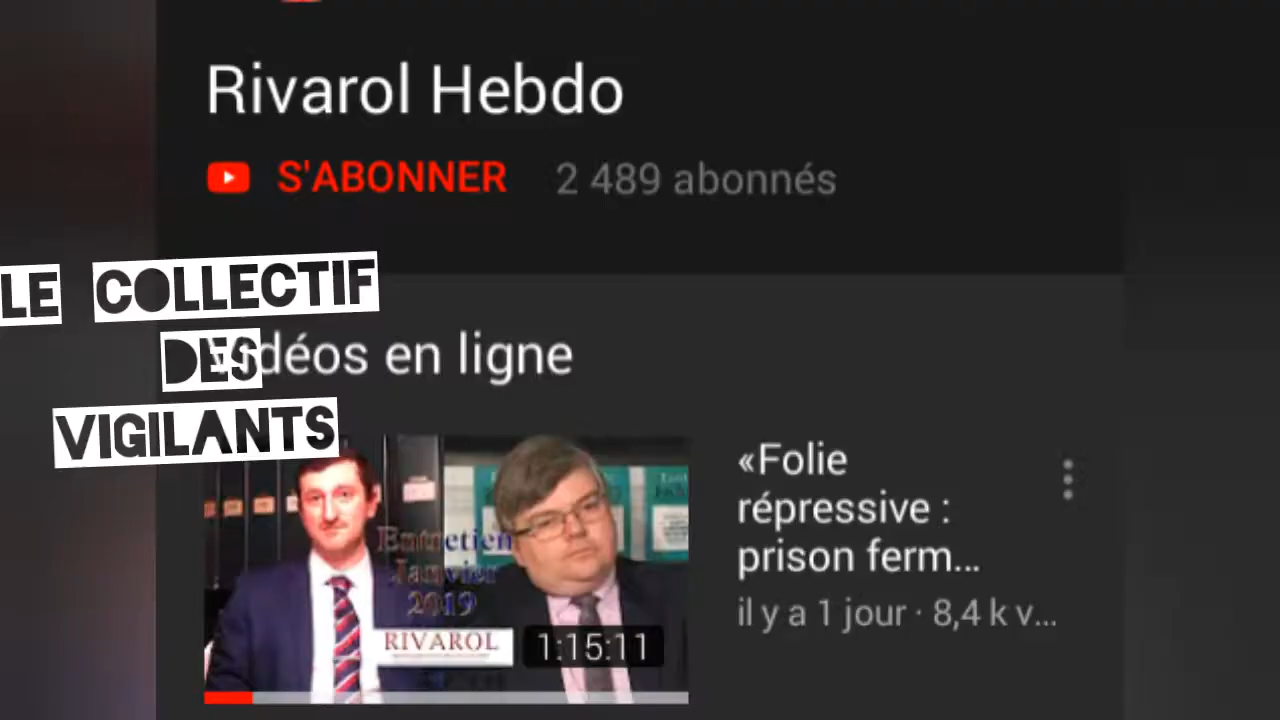 Rivarol Hebdo
S'ABONNER 2 489 abonnés
LE COLLECTIF
DES
VIGILANTS
idéos en ligne
«Folie
répressive :
prison ferm...
il y a 1 jour · 8,4 k v...
Entretien
Janvier
2019
RIVAROL
1:15:11